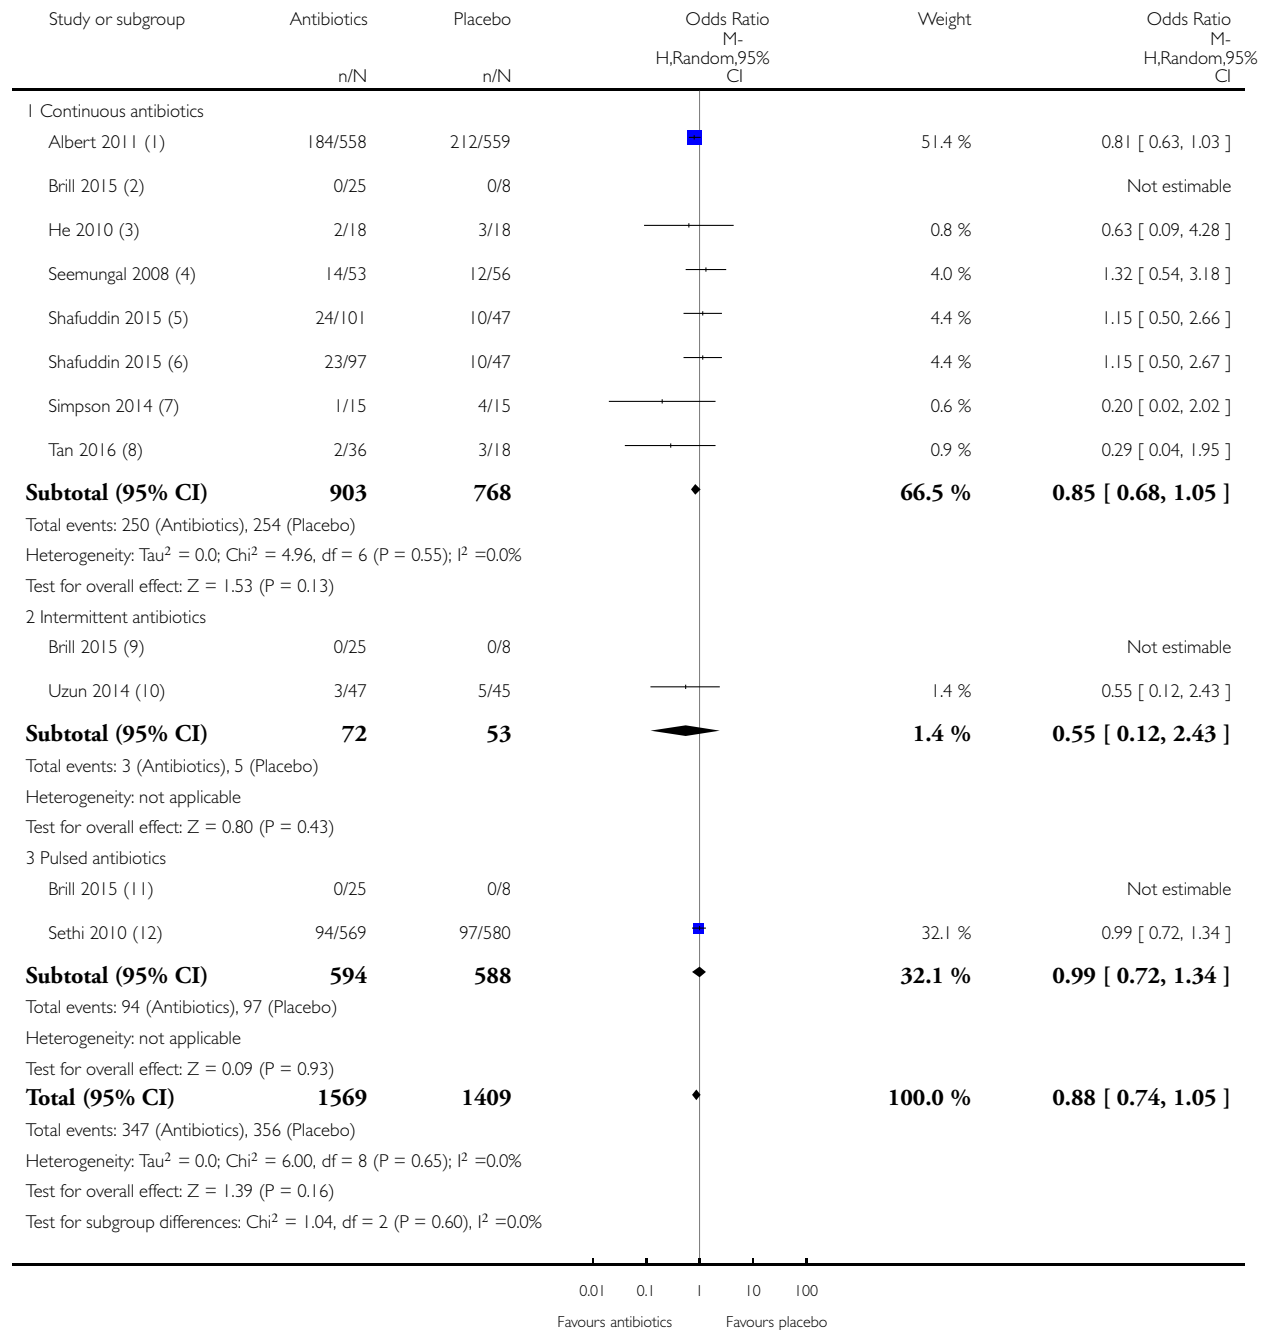 Study or subgroup Antibiotics Placebo Odds Ratio Weight Odds Ratio
M- M-
H,Random,95% H,Random,95%
n/N n/N CI CI
1 Continuous antibiotics
Albert 2011 (1) 184/558 212/559 51.4 % 0.81 [ 0.63, 1.03 ]
Brill 2015 (2) 0/25 0/8 Not estimable
He 2010 (3) 2/18 3/18 0.8 % 0.63 [ 0.09, 4.28 ]
Seemungal 2008 (4) 14/53 12/56 4.0 % 1.32 [ 0.54, 3.18 ]
Shafuddin 2015 (5) 24/101 10/47 4.4 % 1.15 [ 0.50, 2.66 ]
Shafuddin 2015 (6) 23/97 10/47 4.4 % 1.15 [ 0.50, 2.67 ]
Simpson 2014 (7) 1/15 4/15 0.6 % 0.20 [ 0.02, 2.02 ]
Tan 2016 (8) 2/36 3/18 0.9 % 0.29 [ 0.04, 1.95 ]
Subtotal (95% CI) 903 768 66.5 % 0.85 [ 0.68, 1.05 ]
Total events: 250 (Antibiotics), 254 (Placebo)
Heterogeneity: Tau² = 0.0; Chi² = 4.96, df = 6 (P = 0.55); I² =0.0%
Test for overall effect: Z = 1.53 (P = 0.13)
2 Intermittent antibiotics
Brill 2015 (9) 0/25 0/8 Not estimable
Uzun 2014 (10) 3/47 5/45 1.4 % 0.55 [ 0.12, 2.43 ]
Subtotal (95% CI) 72 53 1.4 % 0.55 [ 0.12, 2.43 ]
Total events: 3 (Antibiotics), 5 (Placebo)
Heterogeneity: not applicable
Test for overall effect: Z = 0.80 (P = 0.43)
3 Pulsed antibiotics
Brill 2015 (11) 0/25 0/8 Not estimable
Sethi 2010 (12) 94/569 97/580 32.1 % 0.99 [ 0.72, 1.34 ]
Subtotal (95% CI) 594 588 32.1 % 0.99 [ 0.72, 1.34 ]
Total events: 94 (Antibiotics), 97 (Placebo)
Heterogeneity: not applicable
Test for overall effect: Z = 0.09 (P = 0.93)
Total (95% CI) 1569 1409 100.0 % 0.88 [ 0.74, 1.05 ]
Total events: 347 (Antibiotics), 356 (Placebo)
Heterogeneity: Tau² = 0.0; Chi² = 6.00, df = 8 (P = 0.65); I² =0.0%
Test for overall effect: Z = 1.39 (P = 0.16)
Test for subgroup differences: Chi² = 1.04, df = 2 (P = 0.60), I² =0.0%
0.01 0.1 1 10 100
Favours antibiotics Favours placebo